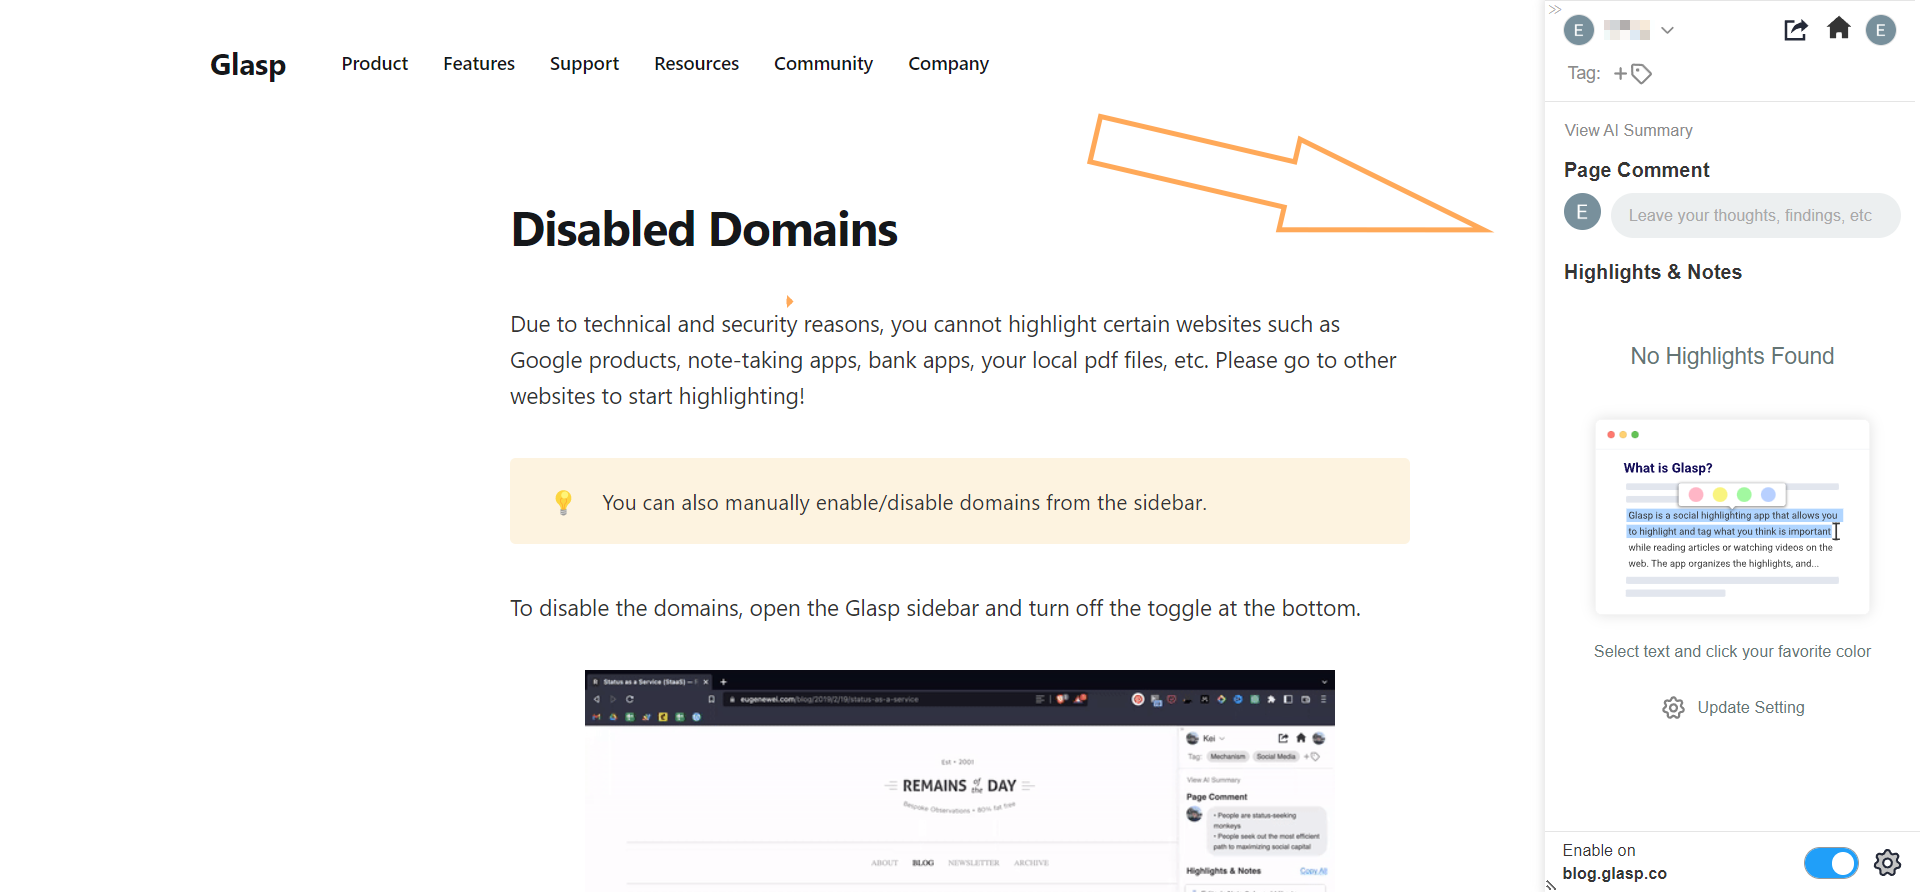 Glasp
Product Features Support Resources Community Company
Disabled Domains
Due to technical and security reasons, you cannot highlight certain websites such as
Google products, note-taking apps, bank apps, your local pdf files, etc. Please go to other
websites to start highlighting!
You can also manually enable/disable domains from the sidebar.
To disable the domains, open the Glasp sidebar and turn off the toggle at the bottom.
Status as a Service (StaaS) —
eugenewei.com/blog/2019/2/19/status-as-a-service
Est • 2001
REMAINS of the DAY
Bespoke Observations • 80% fat free
ABOUT BLOG NEWSLETTER ARCHIVE
Kei
Tag: Mechanism Social Media +
View AI Summary
Page Comment
• People are status-seeking
monkeys
• People seek out the most efficient
path to maximizing social capital
Highlights & Notes Copy All
E
E
Tag: +
View AI Summary
Page Comment
E
Leave your thoughts, findings, etc
Highlights & Notes
No Highlights Found
What is Glasp?
Glasp is a social highlighting app that allows you
to highlight and tag what you think is important
while reading articles or watching videos on the
web. The app organizes the highlights, and...
Select text and click your favorite color
Update Setting
Enable on
blog.glasp.co